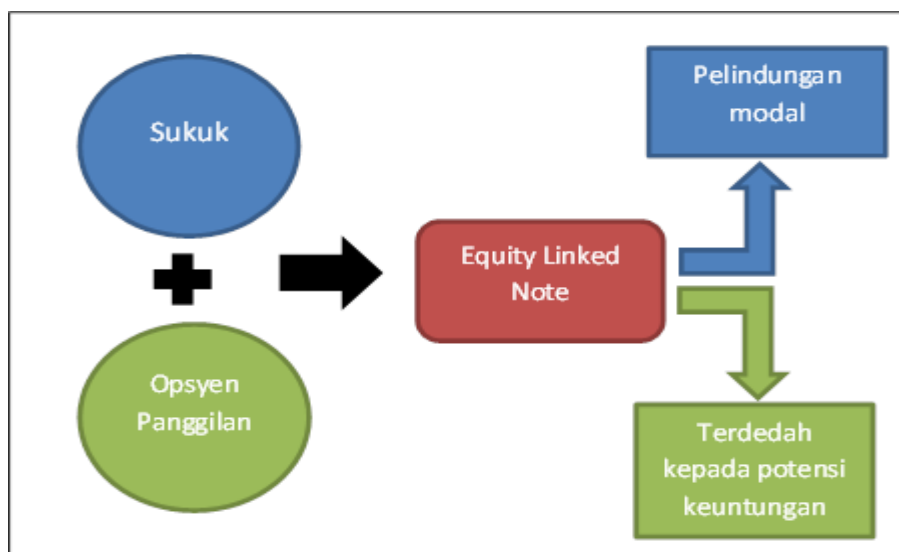 Sukuk
Opsyen
Panggilan
Equity Linked
Note
Pelindungan
modal
Terdedah
kepada potensi
keuntungan